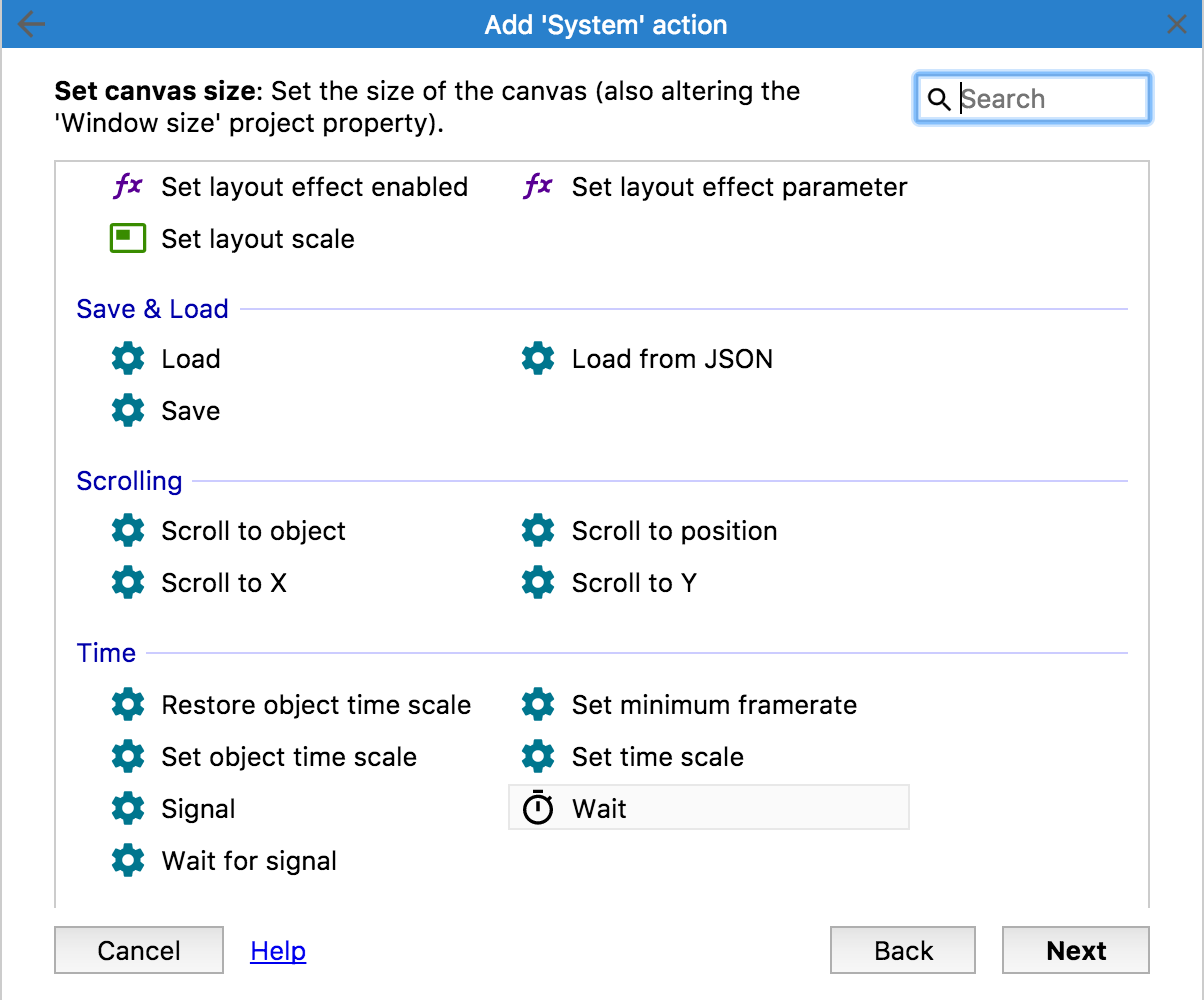 Add 'System' action
Set canvas size: Set the size of the canvas (also altering the
'Window size' project property).
Search
fx Set layout effect enabled
fx Set layout effect parameter
Set layout scale
Save & Load
Load
Load from JSON
Save
Scrolling
Scroll to object
Scroll to position
Scroll to X
Scroll to Y
Time
Restore object time scale
Set minimum framerate
Set object time scale
Set time scale
Signal
Wait
Wait for signal
Cancel
Help
Back
Next